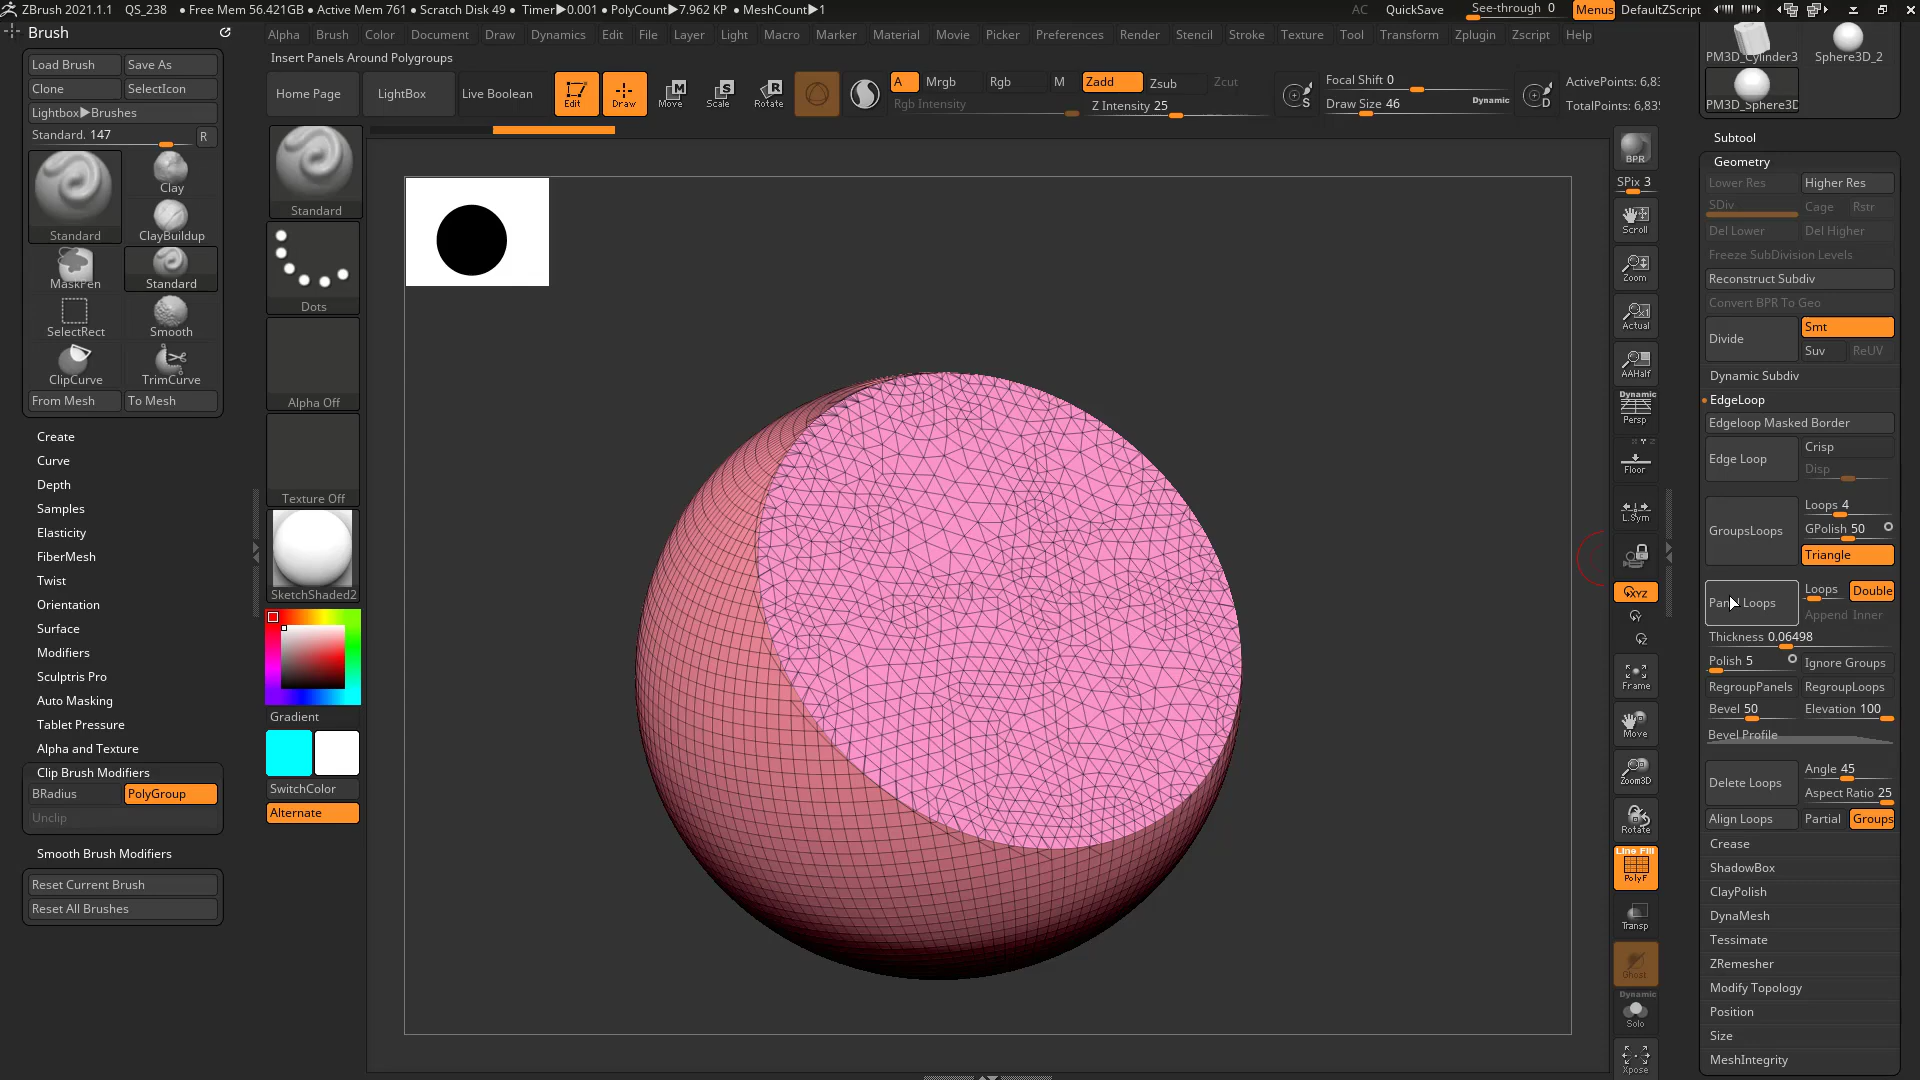 ZBrush 2021.1.1 QS_238 • Free Mem 56.421GB • Active Mem 761 • Scratch Disk 49 • Timer▶0.001 • PolyCount▶7.962 KP • MeshCount▶1
AC QuickSave See-through 0 Menus DefaultZScript
Brush
Alpha Brush Color Document Draw Dynamics Edit File Layer Light Macro Marker Material Movie Picker Preferences Render Stencil Stroke Texture Tool Transform Zplugin Zscript Help
Insert Panels Around Polygroups
Load Brush Save As
Clone SelectIcon
Lightbox▶Brushes
Standard. 147 R
Standard
Clay
ClayBuildup
MaskPen
Standard
SelectRect
Smooth
ClipCurve
TrimCurve
From Mesh To Mesh
Create
Curve
Depth
Samples
Elasticity
FiberMesh
Twist
Orientation
Surface
Modifiers
Sculptris Pro
Auto Masking
Tablet Pressure
Alpha and Texture
Clip Brush Modifiers
BRadius PolyGroup
Unclip
Smooth Brush Modifiers
Reset Current Brush
Reset All Brushes
Home Page LightBox Live Boolean Edit Draw Move Scale Rotate
A Mrgb Rgb M Zadd Zsub Zcut
Rgb Intensity Z Intensity 25
S Focal Shift 0
Draw Size 46 Dynamic
D ActivePoints: 6,83
TotalPoints: 6,835
Standard
Dots
Alpha Off
Texture Off
SketchShaded2
Gradient
SwitchColor
Alternate
BPR
SPix 3
Scroll
Zoom
Actual
AAHalf
Dynamic
Persp
Floor
L.Sym
XYZ
Frame
Move
Zoom3D
Rotate
Line Fill
PolyF
Transp
Ghost
Dynamic
Solo
Xpose
PM3D_Cylinder3 Sphere3D_2
PM3D_Sphere3D
Subtool
Geometry
Lower Res Higher Res
SDiv Cage Rstr
Del Lower Del Higher
Freeze SubDivision Levels
Reconstruct Subdiv
Convert BPR To Geo
Divide Smt
Suv ReUV
Dynamic Subdiv
EdgeLoop
Edgeloop Masked Border
Edge Loop Crisp
Disp
GroupsLoops Loops 4
GPolish 50
Triangle
Loops Loops Double
Append Inner
Thickness 0.06498
Polish 5 Ignore Groups
RegroupPanels RegroupLoops
Bevel 50 Elevation 100
Bevel Profile
Delete Loops Angle 45
Aspect Ratio 25
Align Loops Partial Groups
Crease
ShadowBox
ClayPolish
DynaMesh
Tessimate
ZRemesher
Modify Topology
Position
Size
MeshIntegrity